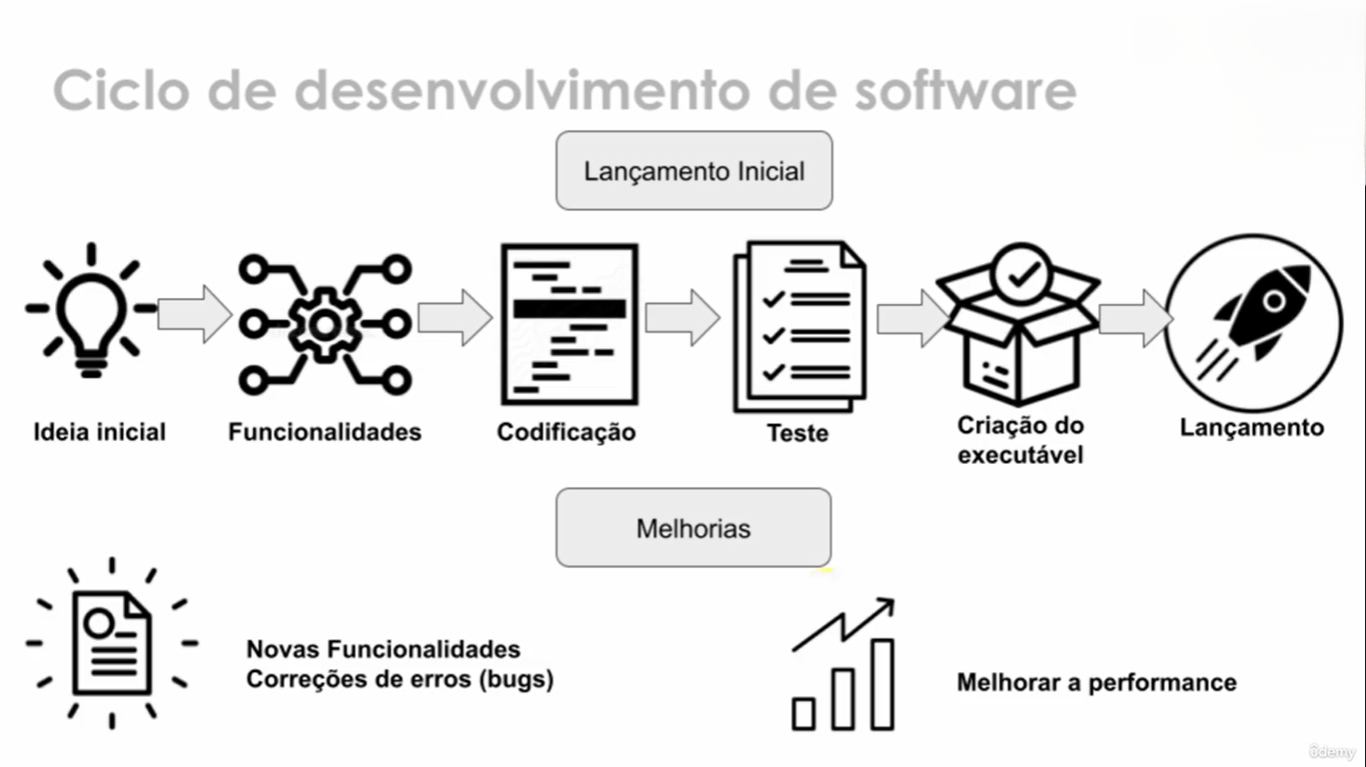 Ciclo de desenvolvimento de software
Lançamento Inicial
Ideia inicial
Funcionalidades
Codificação
Teste
Criação do
executável
Lançamento
Melhorias
Novas Funcionalidades
Correções de erros (bugs)
Melhorar a performance
ûdemy